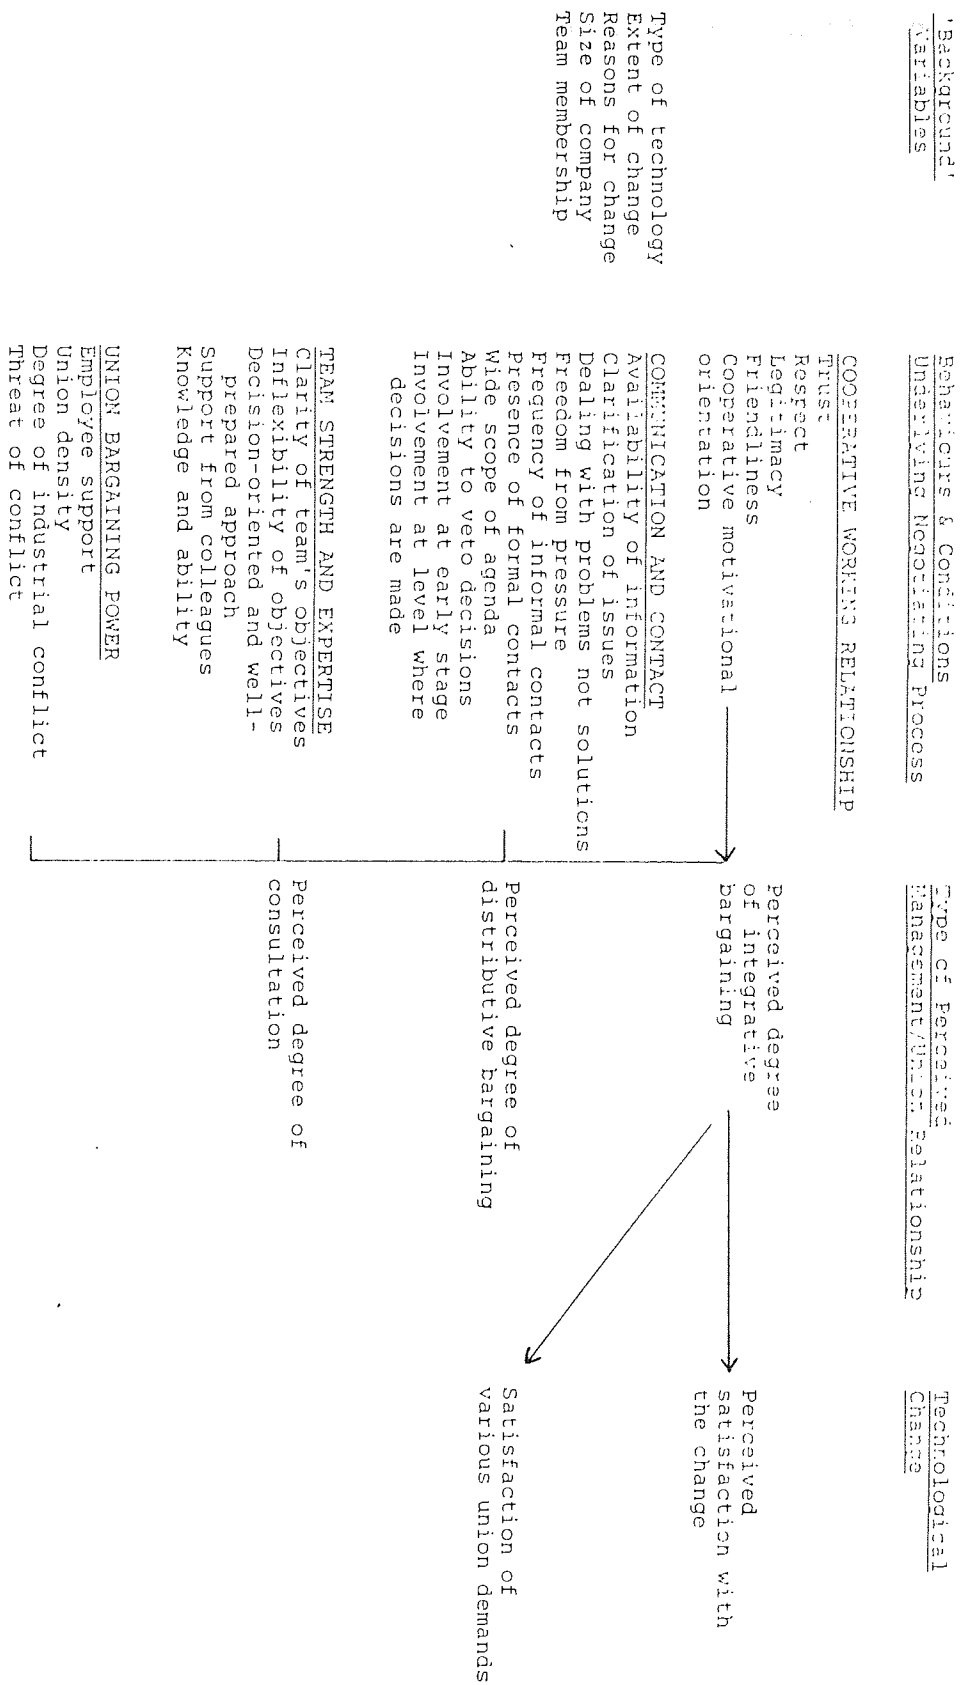 'Background'
Variables
Type of technology
Extent of change
Reasons for change
Size of company
Team membership
Behaviours & Conditions
Underlying Negotiating Process
COOPERATIVE WORKING RELATIONSHIP
Trust
Respect
Legitimacy
Friendliness
Cooperative motivational
orientation
COMMUNICATION AND CONTACT
Availability of information
Clarification of issues
Dealing with problems not solutions
Freedom from pressure
Frequency of informal contacts
Presence of formal contacts
Wide scope of agenda
Ability to veto decisions
Involvement at early stage
Involvement at level where
decisions are made
TEAM STRENGTH AND EXPERTISE
Clarity of team's objectives
Inflexibility of objectives
Decision-oriented and well-
prepared approach
Support from colleagues
Knowledge and ability
UNION BARGAINING POWER
Employee support
Union density
Degree of industrial conflict
Threat of conflict
Type of Perceived
Management/Union Relationship
Perceived degree
of integrative
bargaining
Perceived degree of
distributive bargaining
Perceived degree of
consultation
Technological
Change
Perceived
satisfaction with
the change
Satisfaction of
various union demands